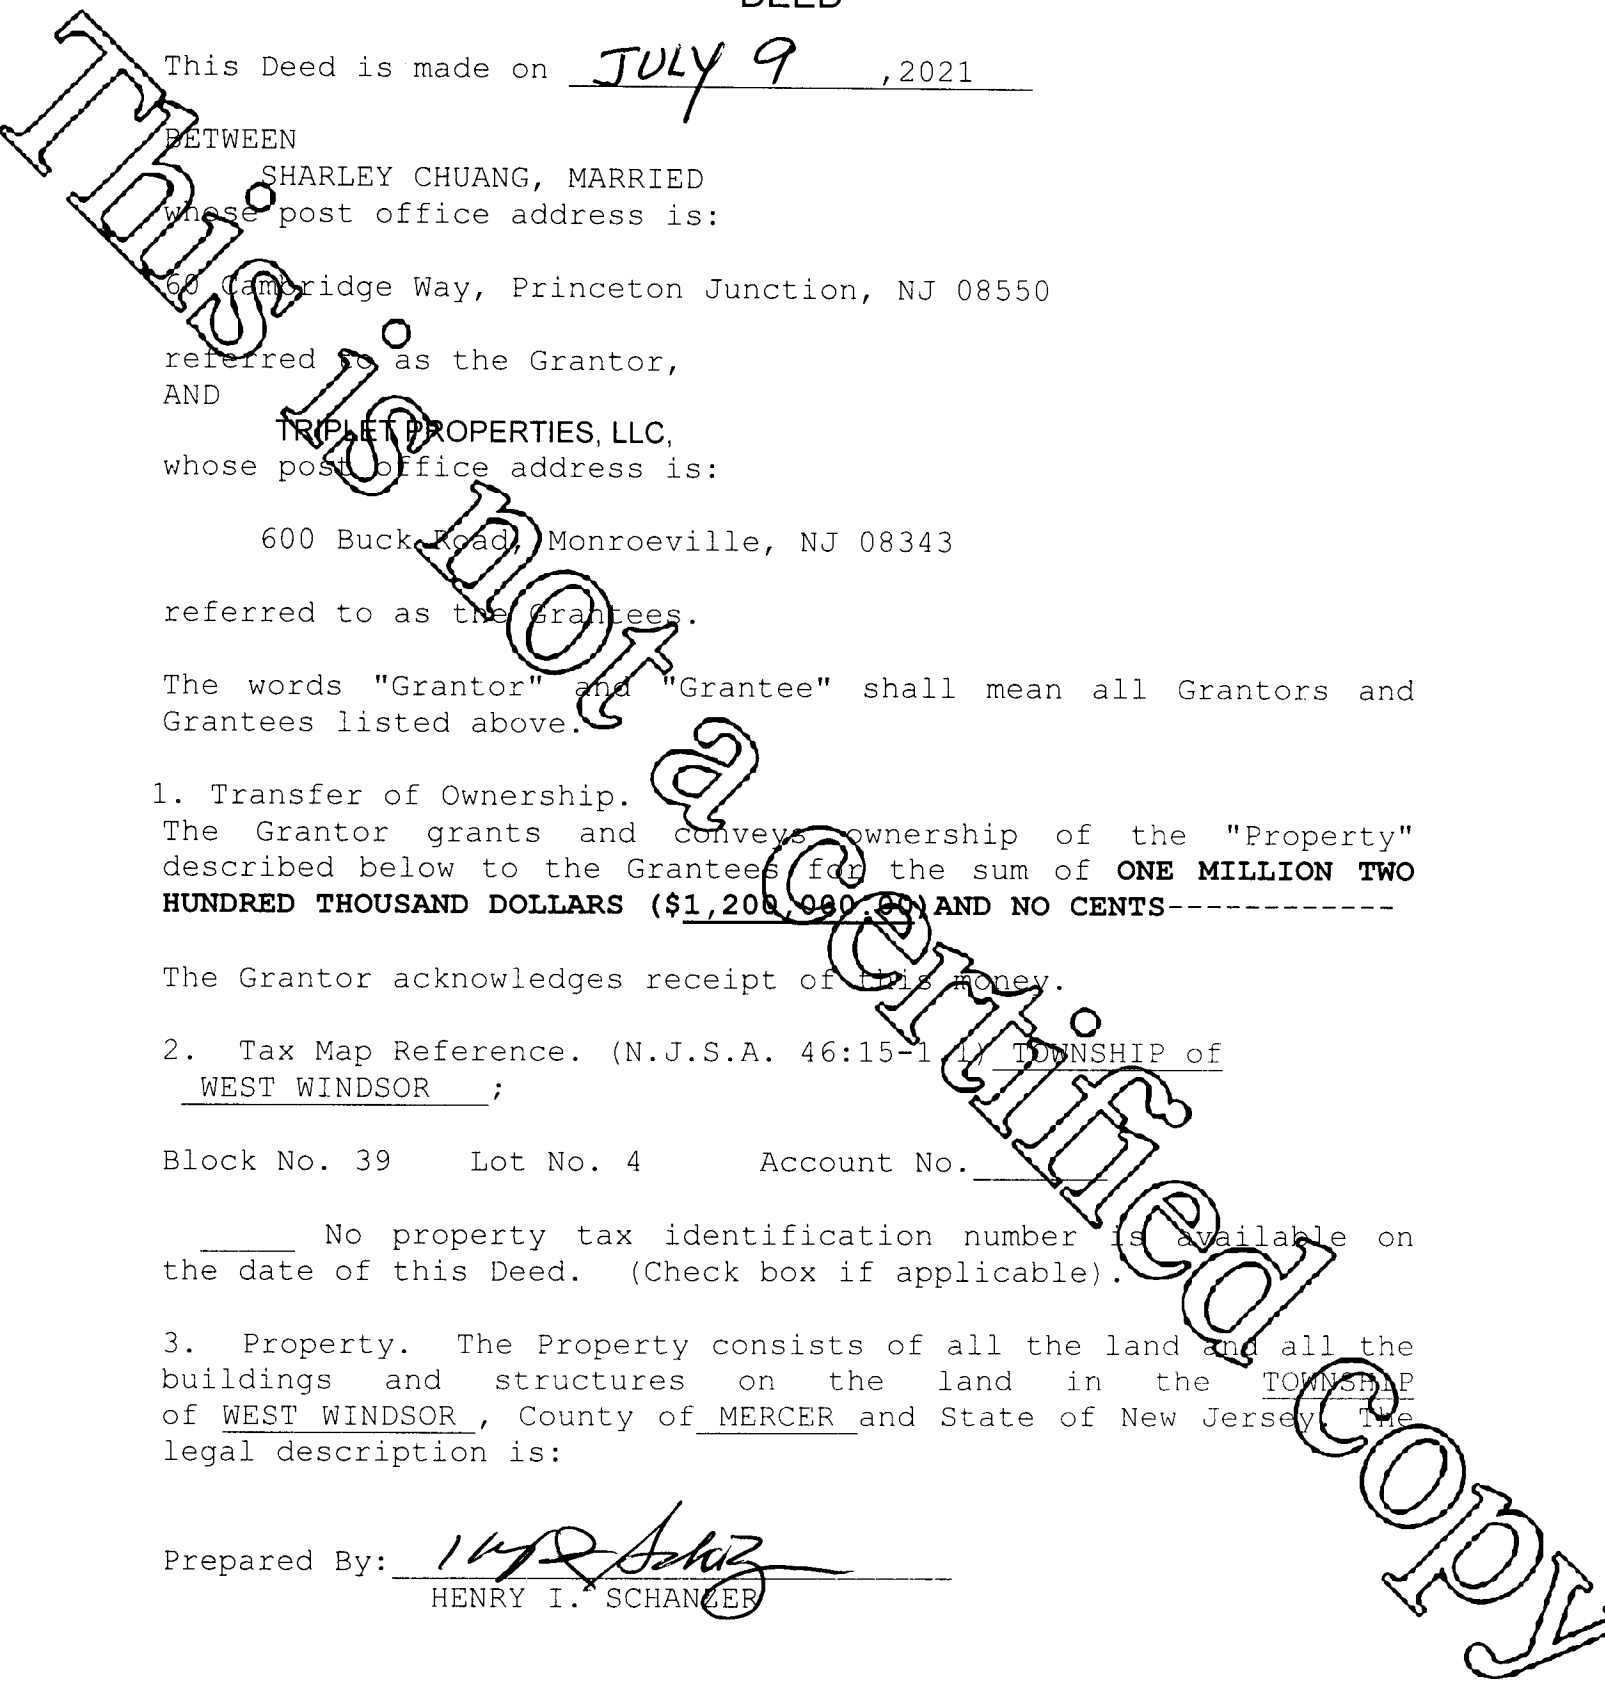 DEED
This Deed is made on JULY 9 ,2021
BETWEEN
SHARLEY CHUANG, MARRIED
whose post office address is:
60 Cambridge Way, Princeton Junction, NJ 08550
referred to as the Grantor,
AND
TRIPLET PROPERTIES, LLC,
whose post office address is:
600 Buck Road, Monroeville, NJ 08343
referred to as the Grantees.
The words "Grantor" and "Grantee" shall mean all Grantors and
Grantees listed above.
1. Transfer of Ownership.
The Grantor grants and conveys ownership of the "Property"
described below to the Grantees for the sum of ONE MILLION TWO
HUNDRED THOUSAND DOLLARS ($1,200,000.00)AND NO CENTS------------
The Grantor acknowledges receipt of this money.
2. Tax Map Reference. (N.J.S.A. 46:15-1.1) TOWNSHIP of
WEST WINDSOR ;
Block No. 39 Lot No. 4 Account No.
No property tax identification number is available on
the date of this Deed. (Check box if applicable).
3. Property. The Property consists of all the land and all the
buildings and structures on the land in the TOWNSHIP
of WEST WINDSOR , County of MERCER and State of New Jersey. The
legal description is:
Prepared By:
HENRY I. SCHANZER
This is not a certified copy